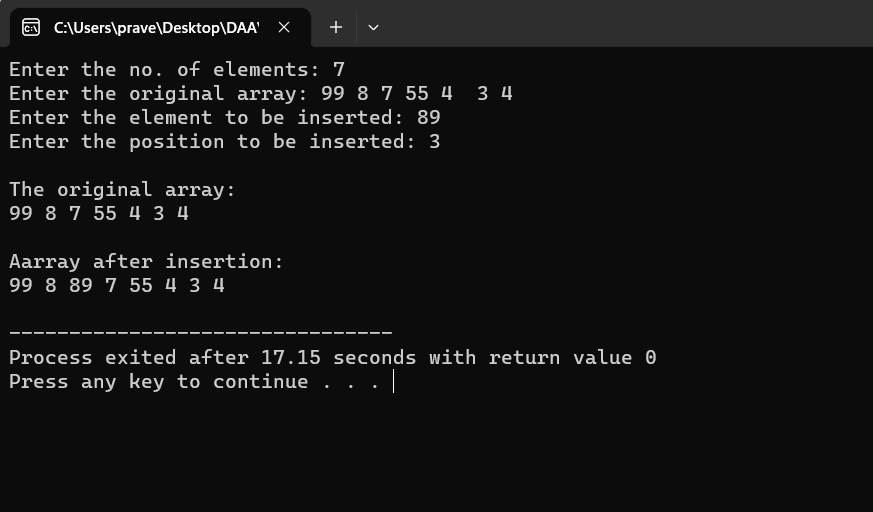 C:\Users\prave\Desktop\DAA\
Enter the no. of elements: 7
Enter the original array: 99 8 7 55 4  3 4
Enter the element to be inserted: 89
Enter the position to be inserted: 3
The original array:
99 8 7 55 4 3 4
Aarray after insertion:
99 8 89 7 55 4 3 4
--------------------------------
Process exited after 17.15 seconds with return value 0
Press any key to continue . . .